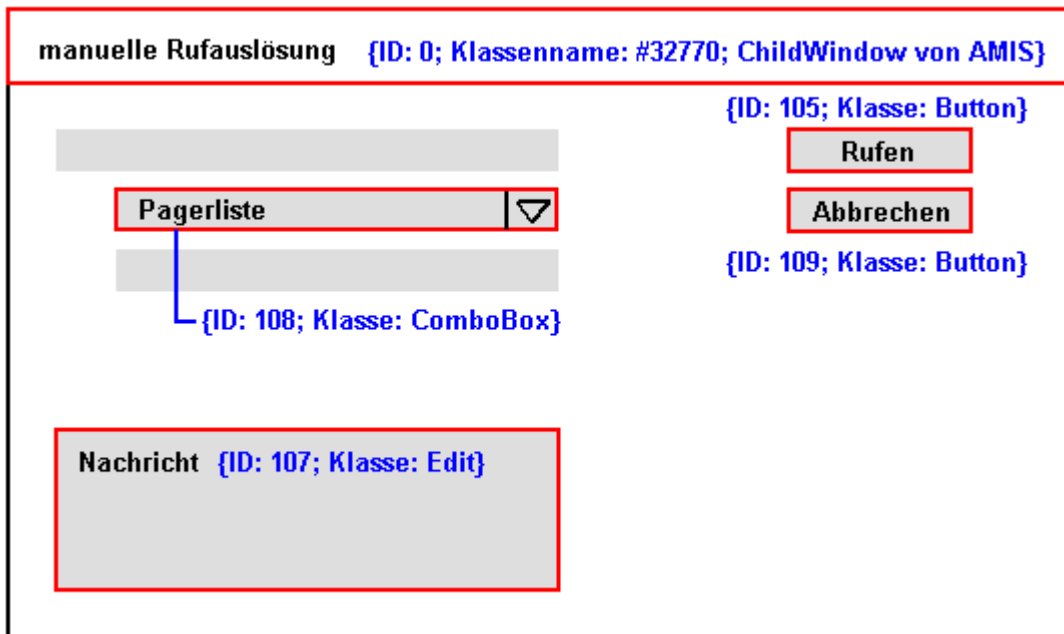 manuelle Rufauslösung {ID: 0; Klassenname: #32770; ChildWindow von AMIS}
{ID: 105; Klasse: Button}
Rufen
Pagerliste
Abbrechen
{ID: 109; Klasse: Button}
{ID: 108; Klasse: ComboBox}
Nachricht {ID: 107; Klasse: Edit}